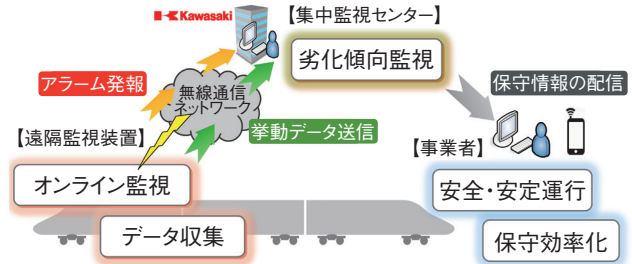 Kawasaki
【集中監視センター】
劣化傾向監視
アラーム発報
無線通信
ネットワーク
保守情報の配信
挙動データ送信
【遠隔監視装置】
【事業者】
オンライン監視
安全・安定運行
データ収集
保守効率化